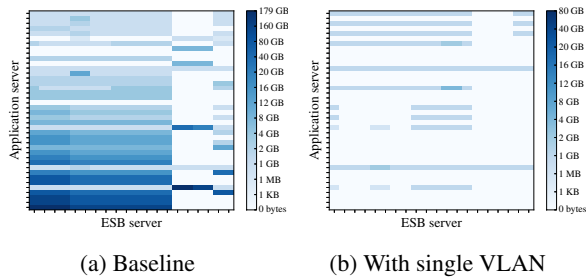 179 GB
160 GB
80 GB
40 GB
20 GB
16 GB
12 GB
8 GB
4 GB
2 GB
1 GB
1 MB
1 KB
0 bytes
Application server
ESB server
(a) Baseline
80 GB
40 GB
20 GB
16 GB
12 GB
8 GB
4 GB
2 GB
1 GB
1 MB
1 KB
0 bytes
Application server
ESB server
(b) With single VLAN